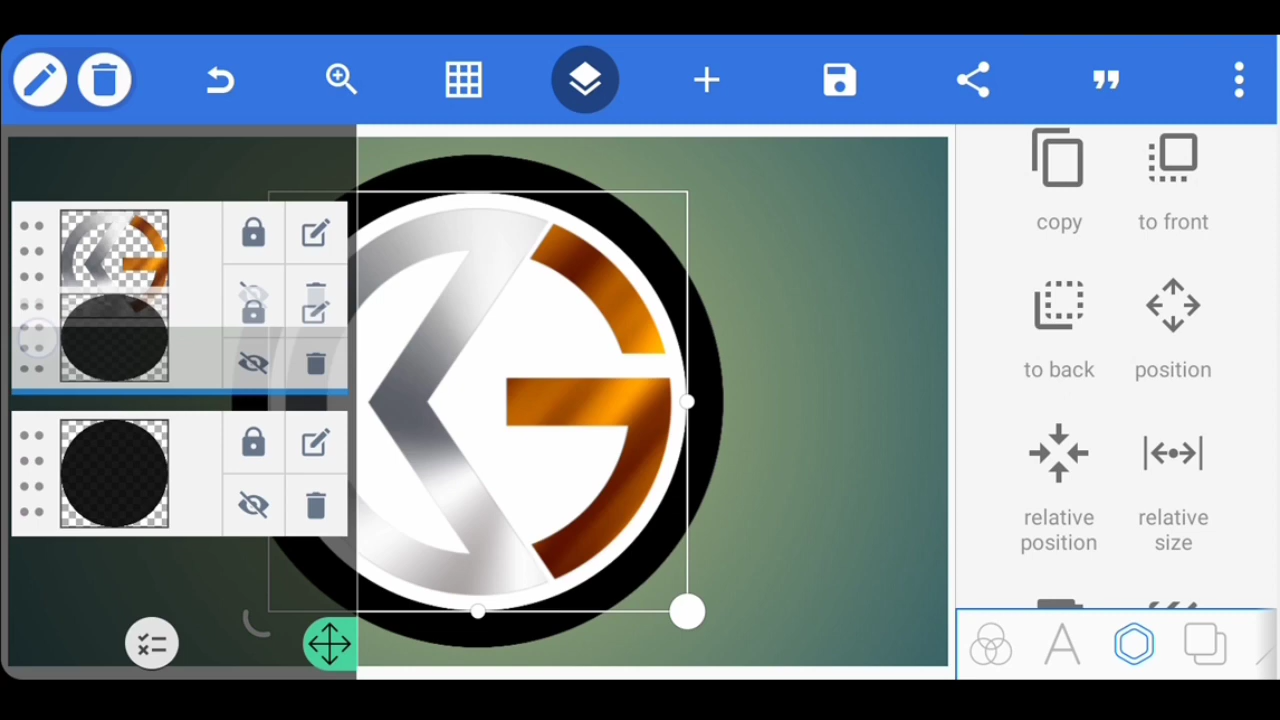 copy
to front
to back
position
relative
position
relative
size